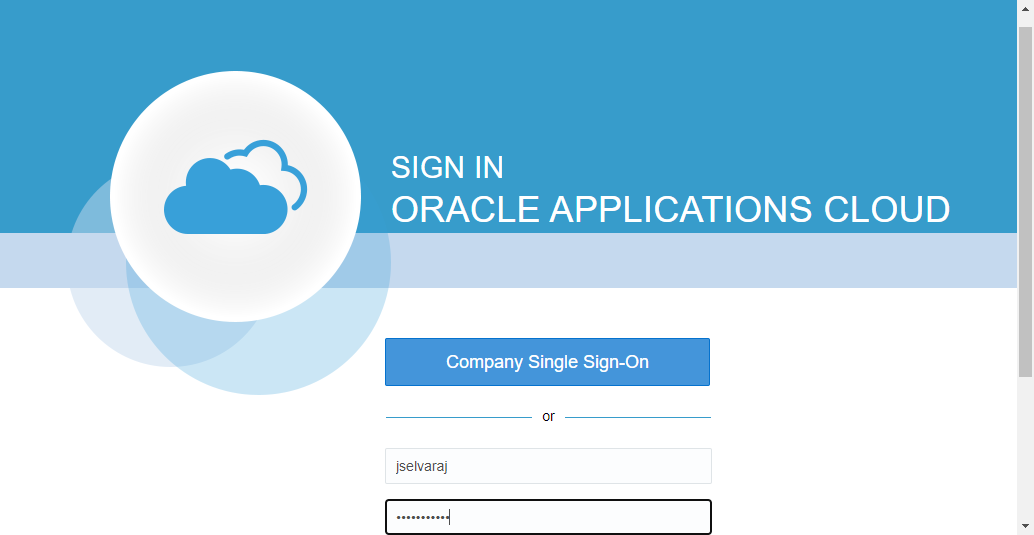 SIGN IN
ORACLE APPLICATIONS CLOUD
Company Single Sign-On
or
jselvaraj
•••••••••••